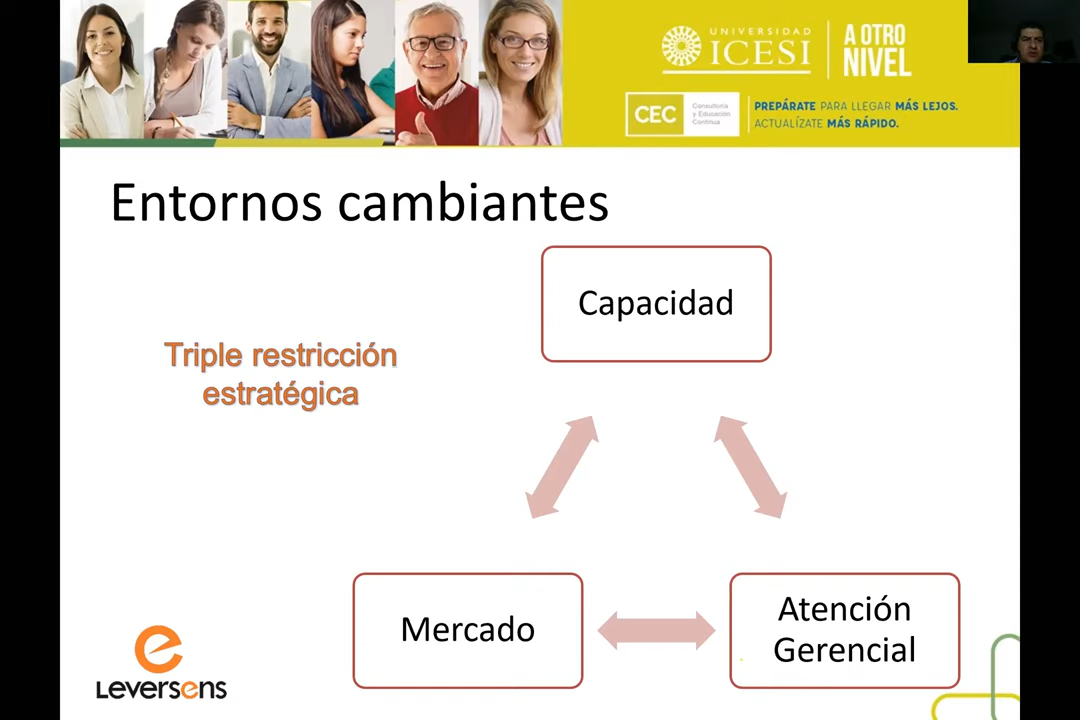 UNIVERSIDAD
ICESI
A OTRO
NIVEL
CEC
Consultoría
y Educación
Continua
PREPÁRATE PARA LLEGAR MÁS LEJOS.
ACTUALÍZATE MÁS RÁPIDO.
Entornos cambiantes
Capacidad
Triple restricción
estratégica
Mercado
Atención
Gerencial
e
Leversens